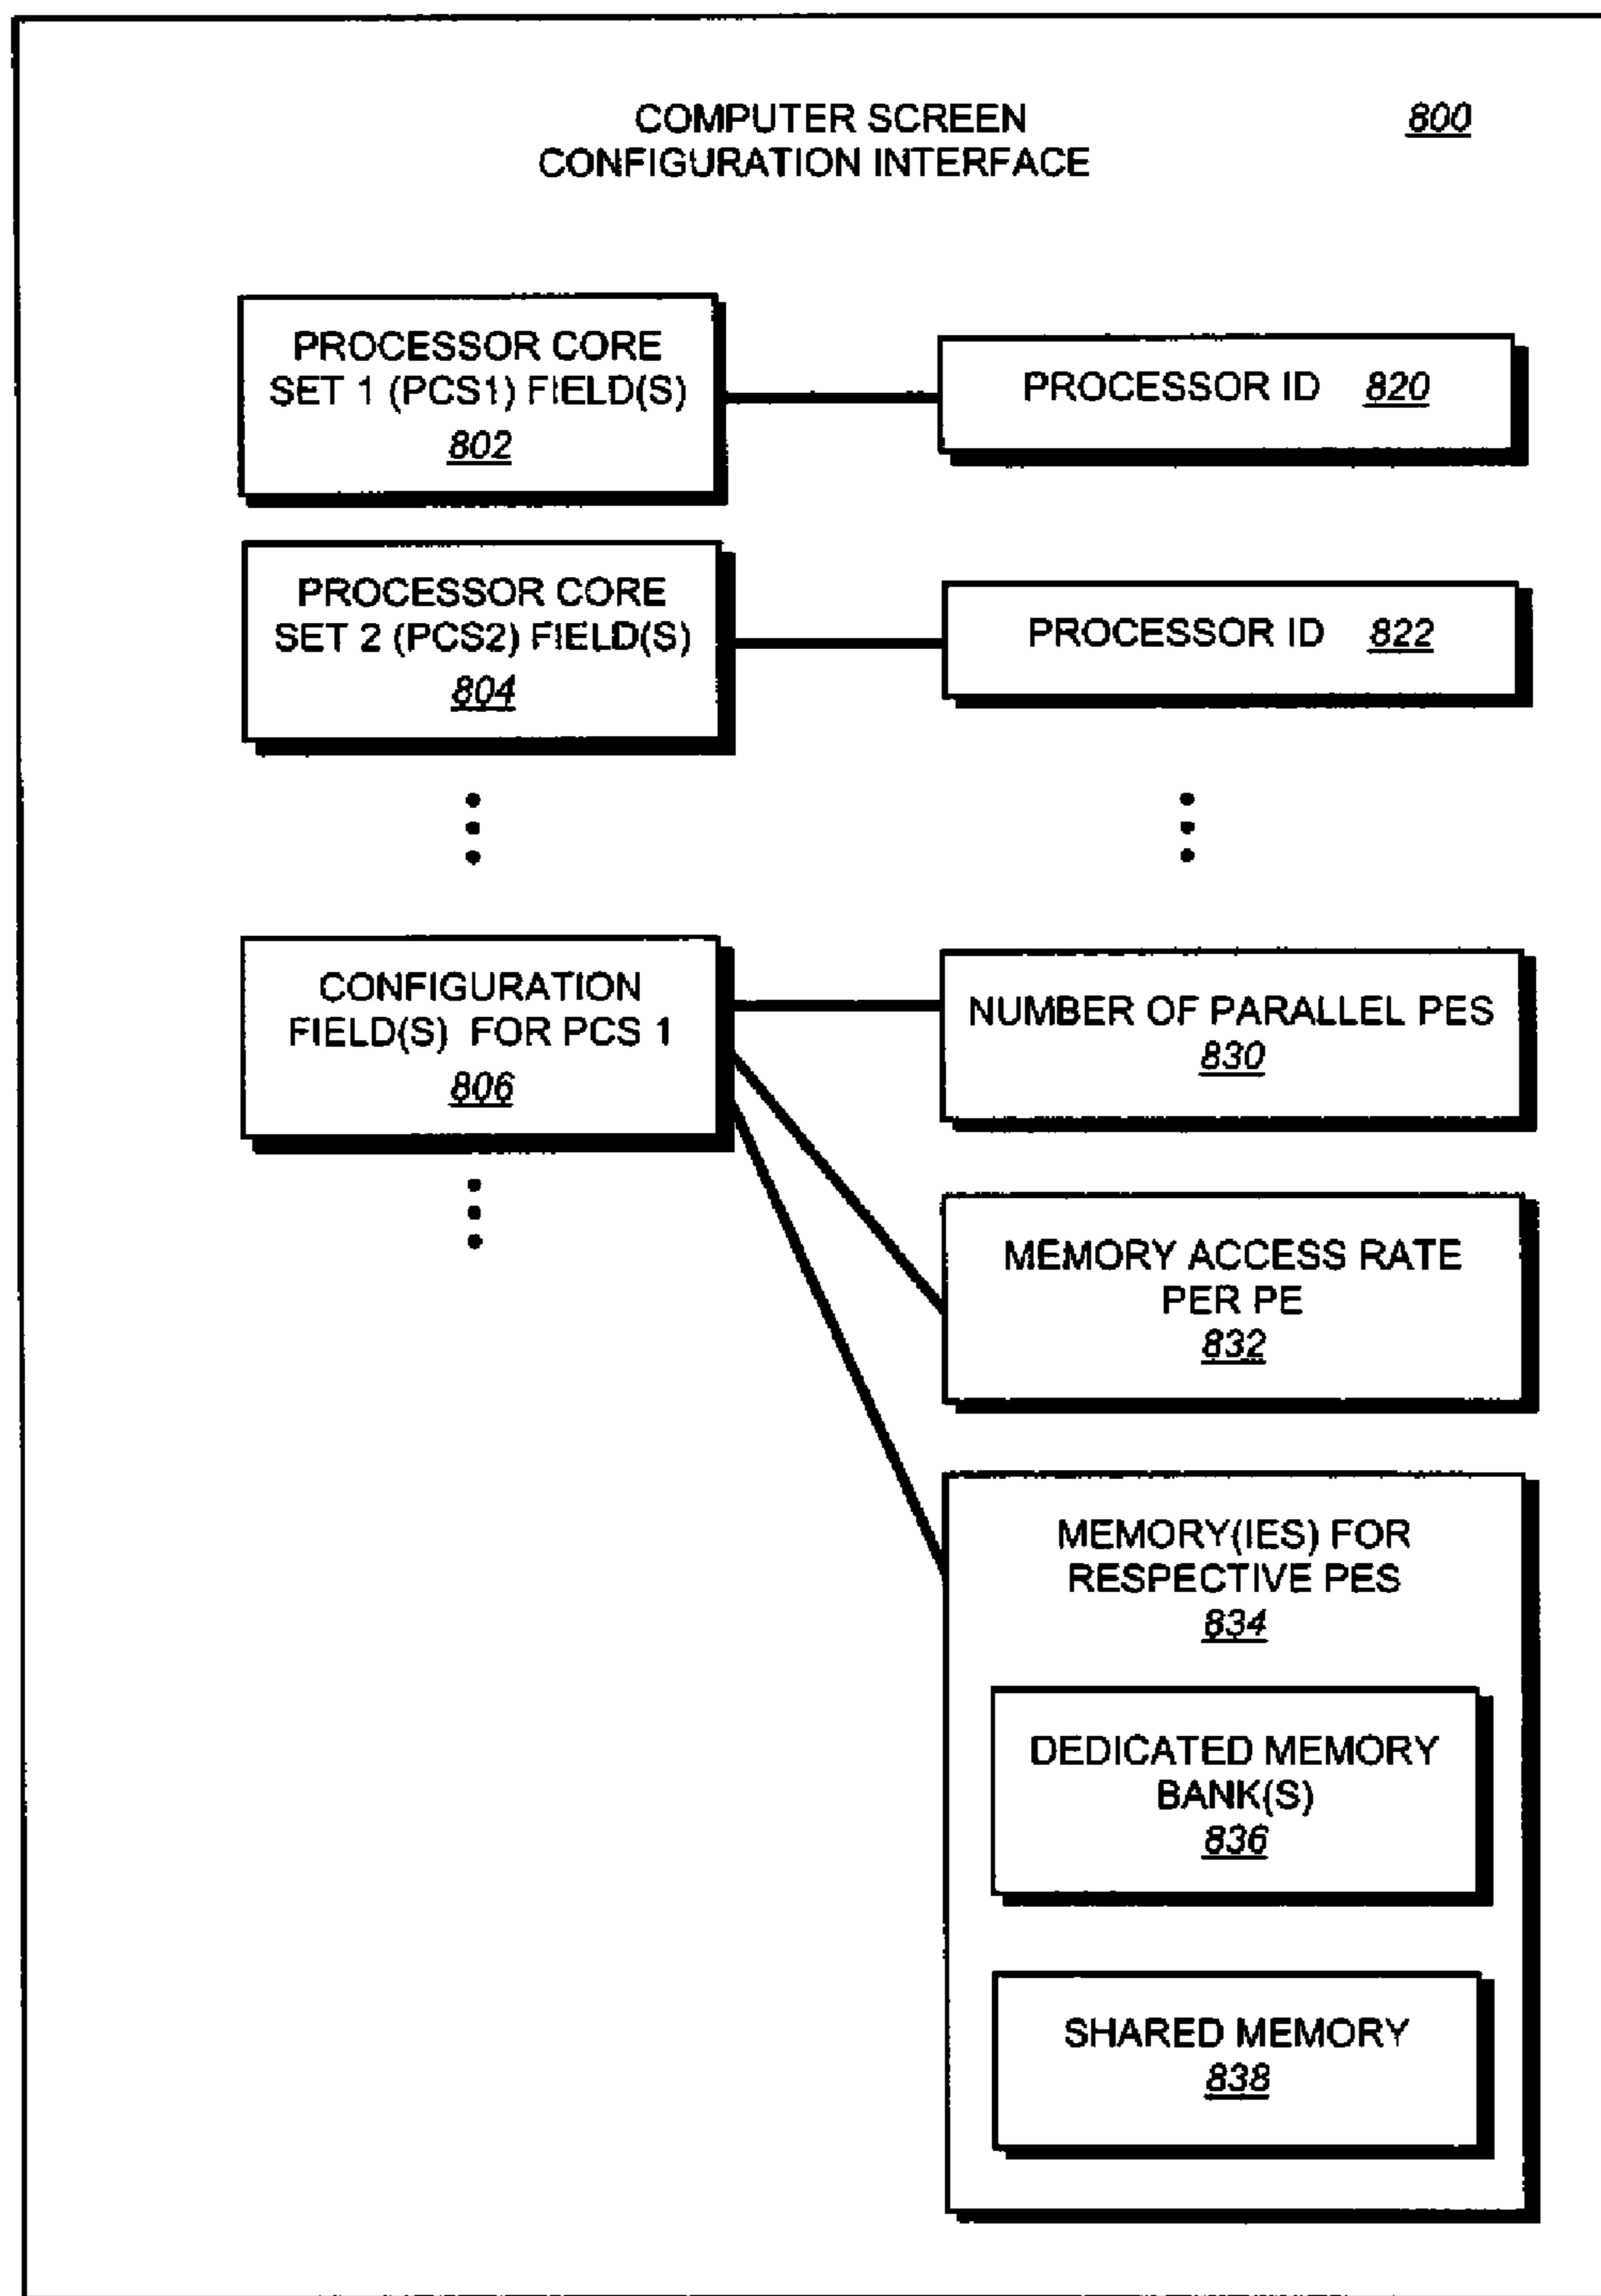 COMPUTER SCREEN
CONFIGURATION INTERFACE
800
PROCESSOR CORE
SET 1 (PCS1) FIELD(S)
802
PROCESSOR ID 820
PROCESSOR CORE
SET 2 (PCS2) FIELD(S)
804
PROCESSOR ID 822
CONFIGURATION
FIELD(S) FOR PCS 1
806
NUMBER OF PARALLEL PES
830
MEMORY ACCESS RATE
PER PE
832
MEMORY(IES) FOR
RESPECTIVE PES
834
DEDICATED MEMORY
BANK(S)
836
SHARED MEMORY
838